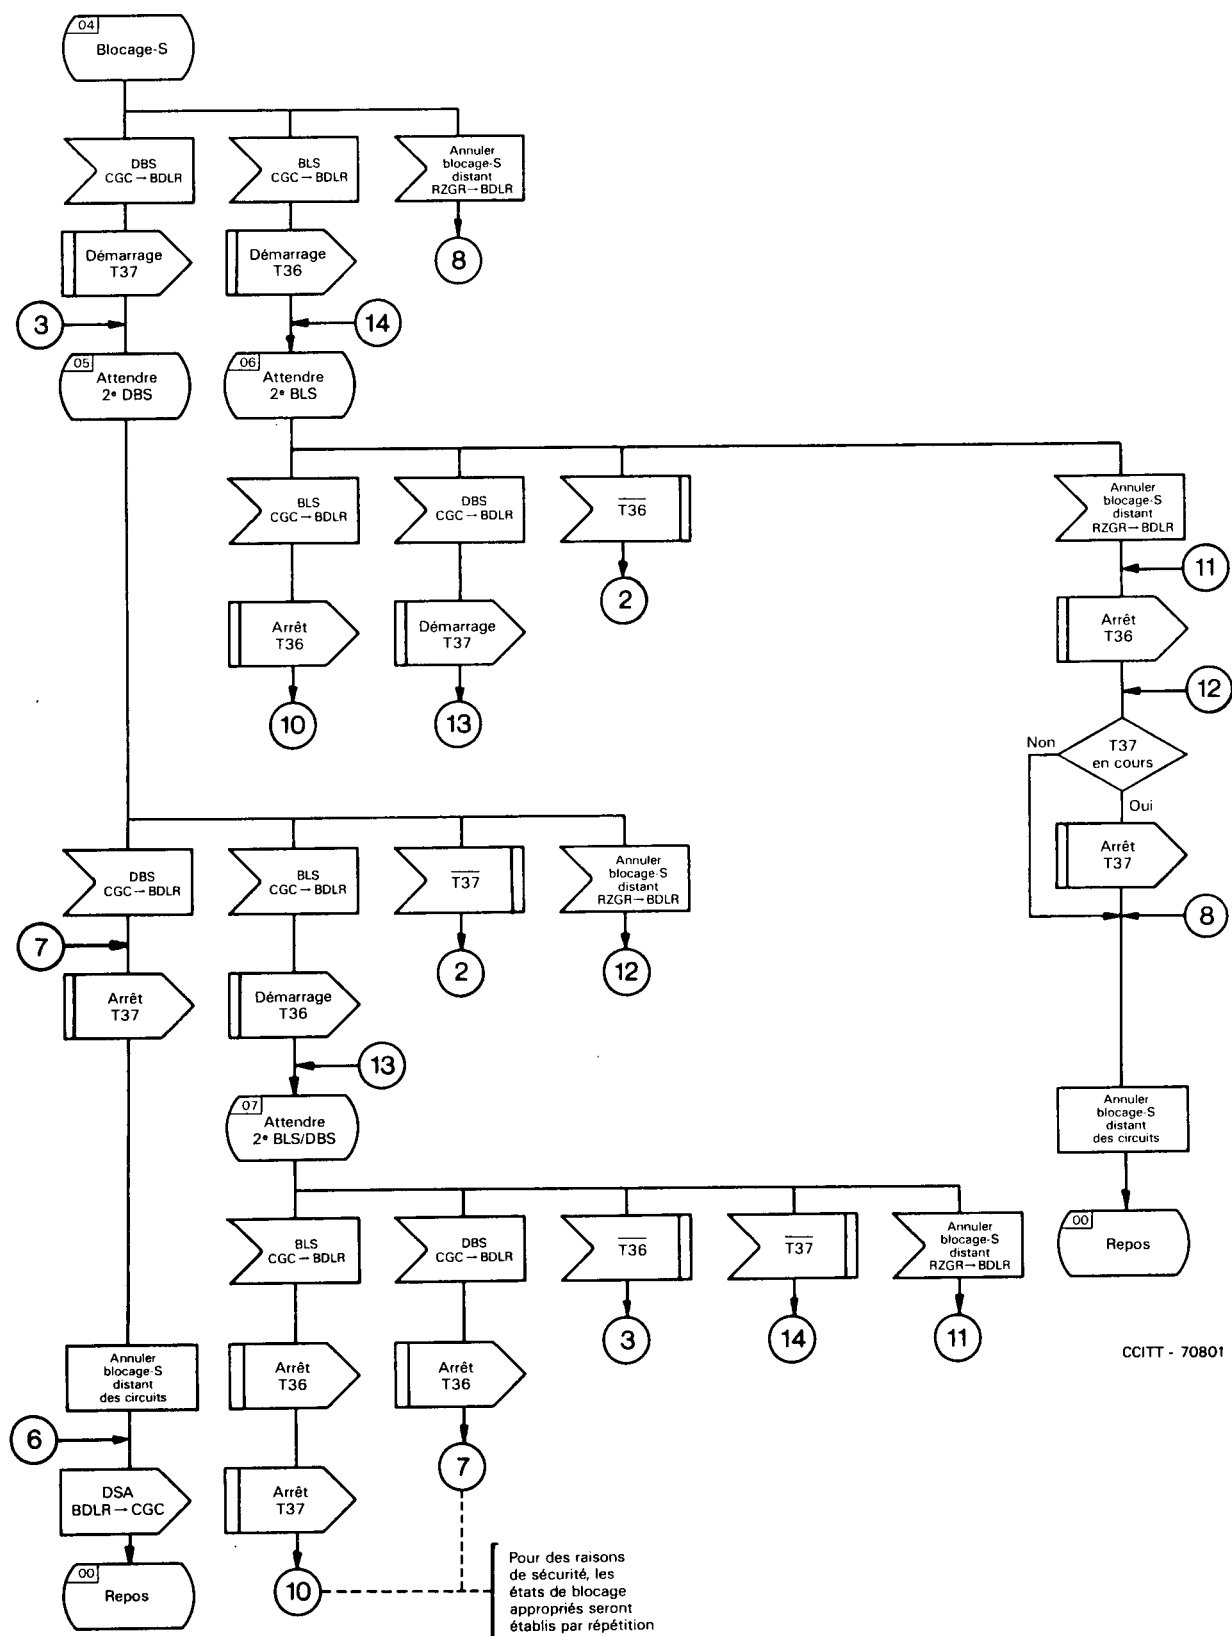 04
Blocage-S
DBS
CGC → BDLR
BLS
CGC → BDLR
Annuler
blocage-S
distant
RZGR → BDLR
Démarrage
T37
Démarrage
T36
8
3
14
05
Attendre
2e DBS
06
Attendre
2e BLS
BLS
CGC → BDLR
DBS
CGC → BDLR
T36
Annuler
blocage-S
distant
RZGR → BDLR
11
2
Arrêt
T36
Démarrage
T37
Arrêt
T36
12
10
13
Non
T37
en cours
Oui
Arrêt
T37
DBS
CGC → BDLR
BLS
CGC → BDLR
T37
Annuler
blocage-S
distant
RZGR → BDLR
8
7
2
12
Arrêt
T37
Démarrage
T36
13
07
Attendre
2e BLS/DBS
Annuler
blocage-S
distant
des circuits
BLS
CGC → BDLR
DBS
CGC → BDLR
T36
T37
Annuler
blocage-S
distant
RZGR → BDLR
00
Repos
3
14
11
CCITT - 70801
Annuler
blocage-S
distant
des circuits
Arrêt
T36
Arrêt
T36
6
7
DSA
BDLR → CGC
Arrêt
T37
00
Repos
10
Pour des raisons
de sécurité, les
états de blocage
appropriés seront
établis par répétition